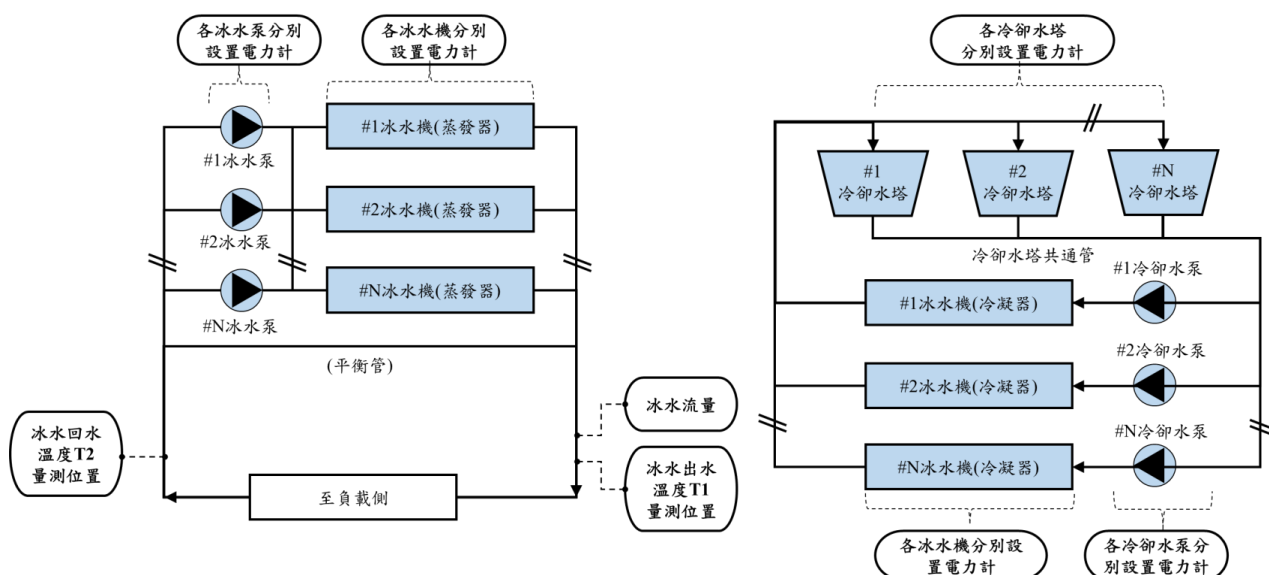 各冰水泵分別
設置電力計
各冰水機分別
設置電力計
#1冰水機(蒸發器)
#1冰水泵
#2冰水機(蒸發器)
#2冰水泵
#N冰水機(蒸發器)
#N冰水泵
(平衡管)
冰水流量
冰水回水
溫度T2
量測位置
冰水出水
溫度T1
量測位置
至負載側
各冷卻水塔
分別設置電力計
#1
冷卻水塔
#2
冷卻水塔
#N
冷卻水塔
冷卻水塔共通管
#1冷卻水泵
#1冰水機(冷凝器)
#2冷卻水泵
#2冰水機(冷凝器)
#N冷卻水泵
#N冰水機(冷凝器)
各冰水機分別設
置電力計
各冷卻水泵分
別設置電力計